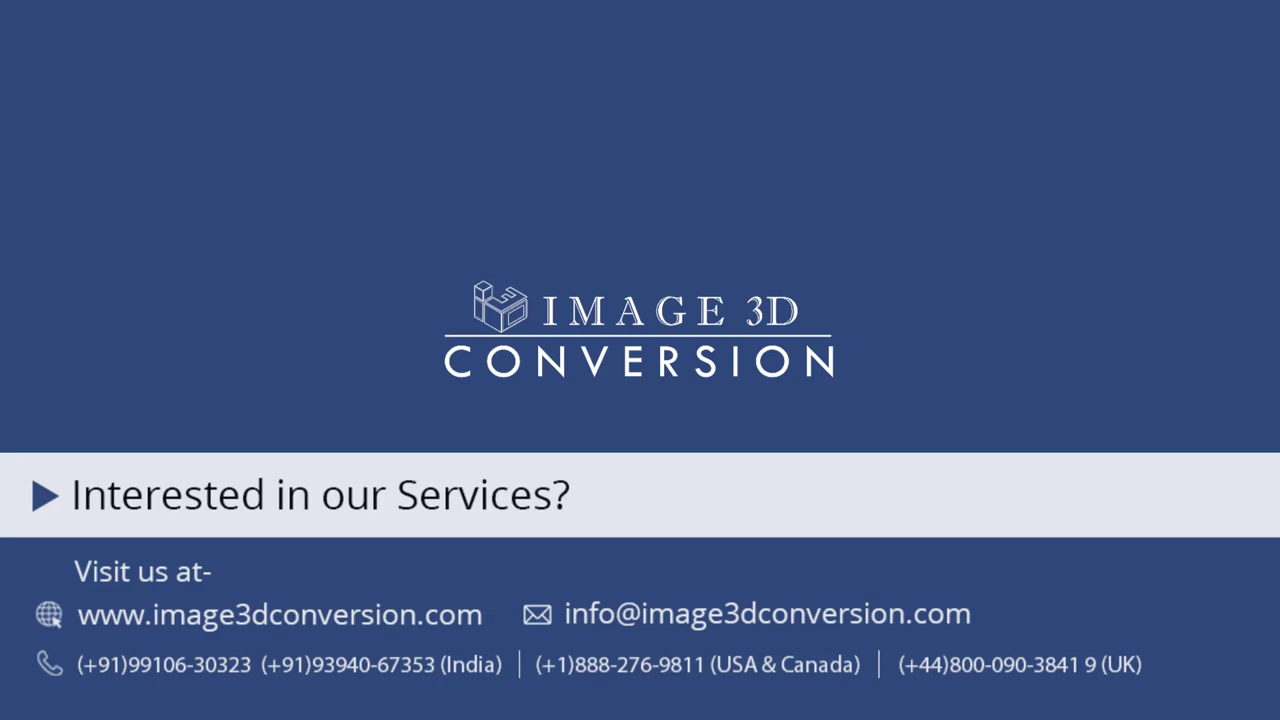 IMAGE 3D
CONVERSION
Interested in our Services?
Visit us at-
www.image3dconversion.com info@image3dconversion.com
(+91)99106-30323 (+91)93940-67353 (India) | (+1)888-276-9811 (USA & Canada) | (+44)800-090-3841 9 (UK)